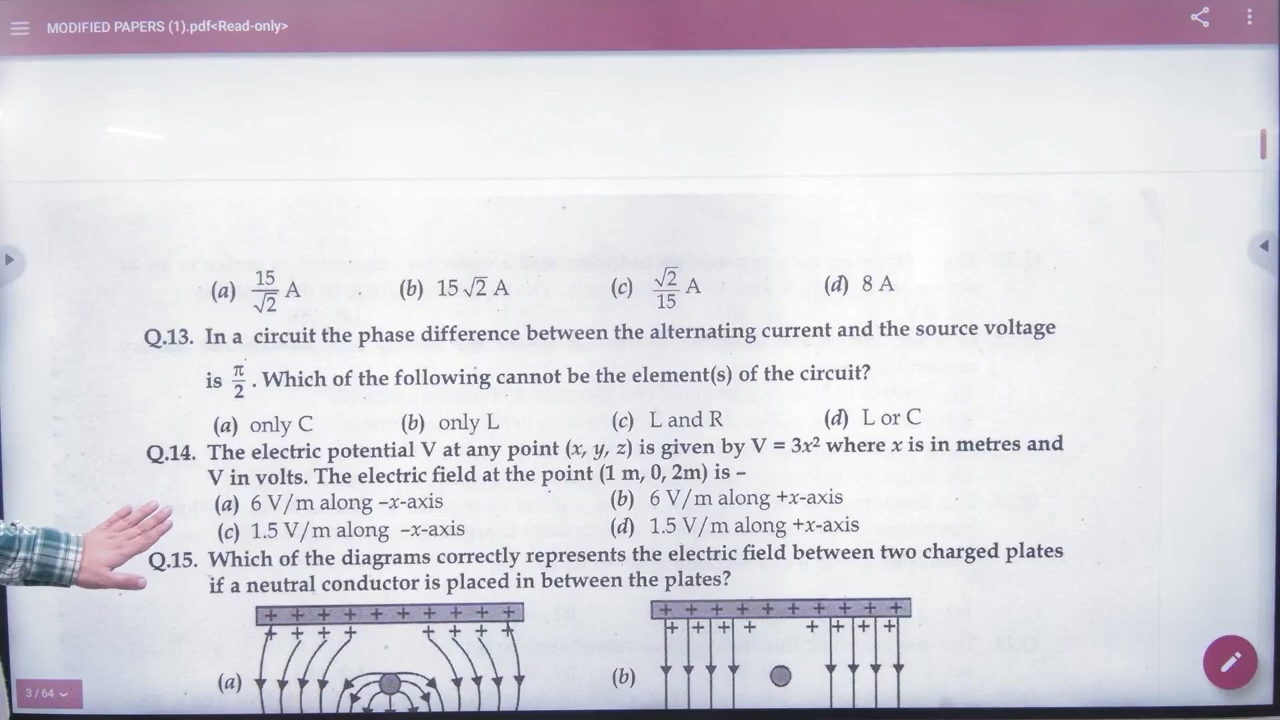 MODIFIED PAPERS (1).pdf<Read-only>
(a) 15/√2 A (b) 15√2 A (c) √2/15 A (d) 8 A
Q.13. In a circuit the phase difference between the alternating current and the source voltage
is π/2. Which of the following cannot be the element(s) of the circuit?
(a) only C (b) only L (c) L and R (d) L or C
Q.14. The electric potential V at any point (x, y, z) is given by V = 3x² where x is in metres and
V in volts. The electric field at the point (1 m, 0, 2m) is –
(a) 6 V/m along –x-axis (b) 6 V/m along +x-axis
(c) 1.5 V/m along –x-axis (d) 1.5 V/m along +x-axis
Q.15. Which of the diagrams correctly represents the electric field between two charged plates
if a neutral conductor is placed in between the plates?
+ + + + + + + + + + + + + + + + + + + +
+ + + + + + + + + + + + + + + +
(a) (b)
3 / 64